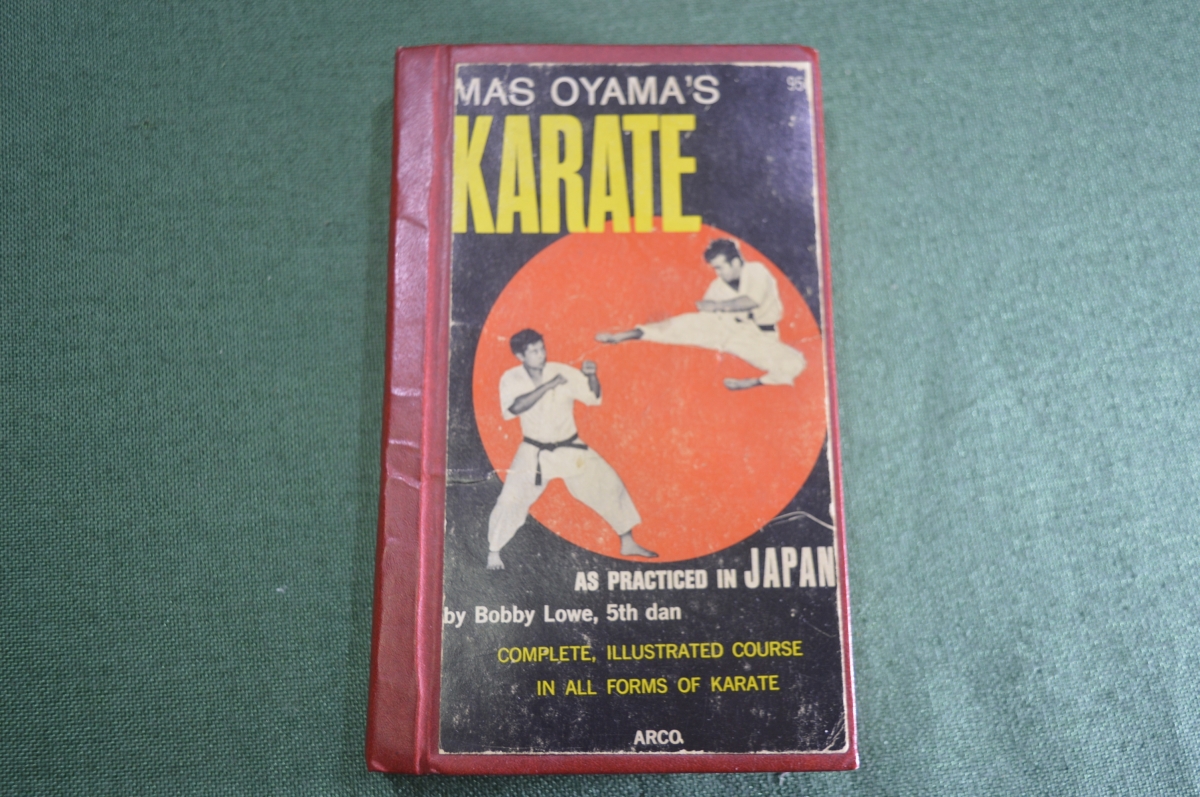 MAS OYAMA'S
95
KARATE
AS PRACTICED IN JAPAN
by Bobby Lowe, 5th dan
COMPLETE, ILLUSTRATED COURSE
IN ALL FORMS OF KARATE
ARCO